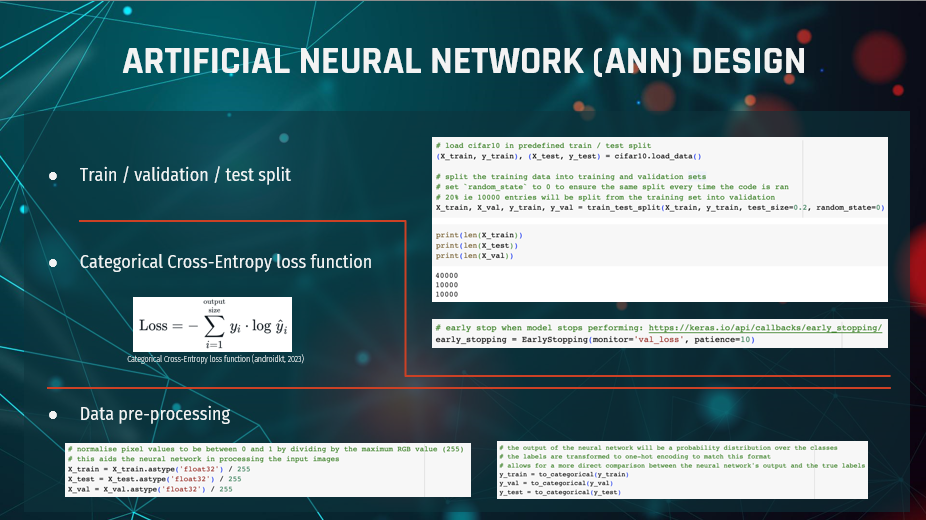 ARTIFICIAL NEURAL NETWORK (ANN) DESIGN
• Train / validation / test split
# load cifar10 in predefined train / test split
(X_train, y_train), (X_test, y_test) = cifar10.load_data()
# split the training data into training and validation sets
# set `random_state` to 0 to ensure the same split every time the code is ran
# 20% ie 10000 entries will be split from the training set into validation
X_train, X_val, y_train, y_val = train_test_split(X_train, y_train, test_size=0.2, random_state=0)
print(len(X_train))
print(len(X_test))
print(len(X_val))
40000
10000
10000
# early stop when model stops performing: https://keras.io/api/callbacks/early_stopping/
early_stopping = EarlyStopping(monitor='val_loss', patience=10)
• Categorical Cross-Entropy loss function
output
size
Loss = − ∑ yᵢ · log ŷᵢ
i=1
Categorical Cross-Entropy loss function (androidkt, 2023)
• Data pre-processing
# normalise pixel values to be between 0 and 1 by dividing by the maximum RGB value (255)
# this aids the neural network in processing the input images
X_train = X_train.astype('float32') / 255
X_test = X_test.astype('float32') / 255
X_val = X_val.astype('float32') / 255
# the output of the neural network will be a probability distribution over the classes
# the labels are transformed to one-hot encoding to match this format
# allows for a more direct comparison between the neural network's output and the true labels
y_train = to_categorical(y_train)
y_val = to_categorical(y_val)
y_test = to_categorical(y_test)